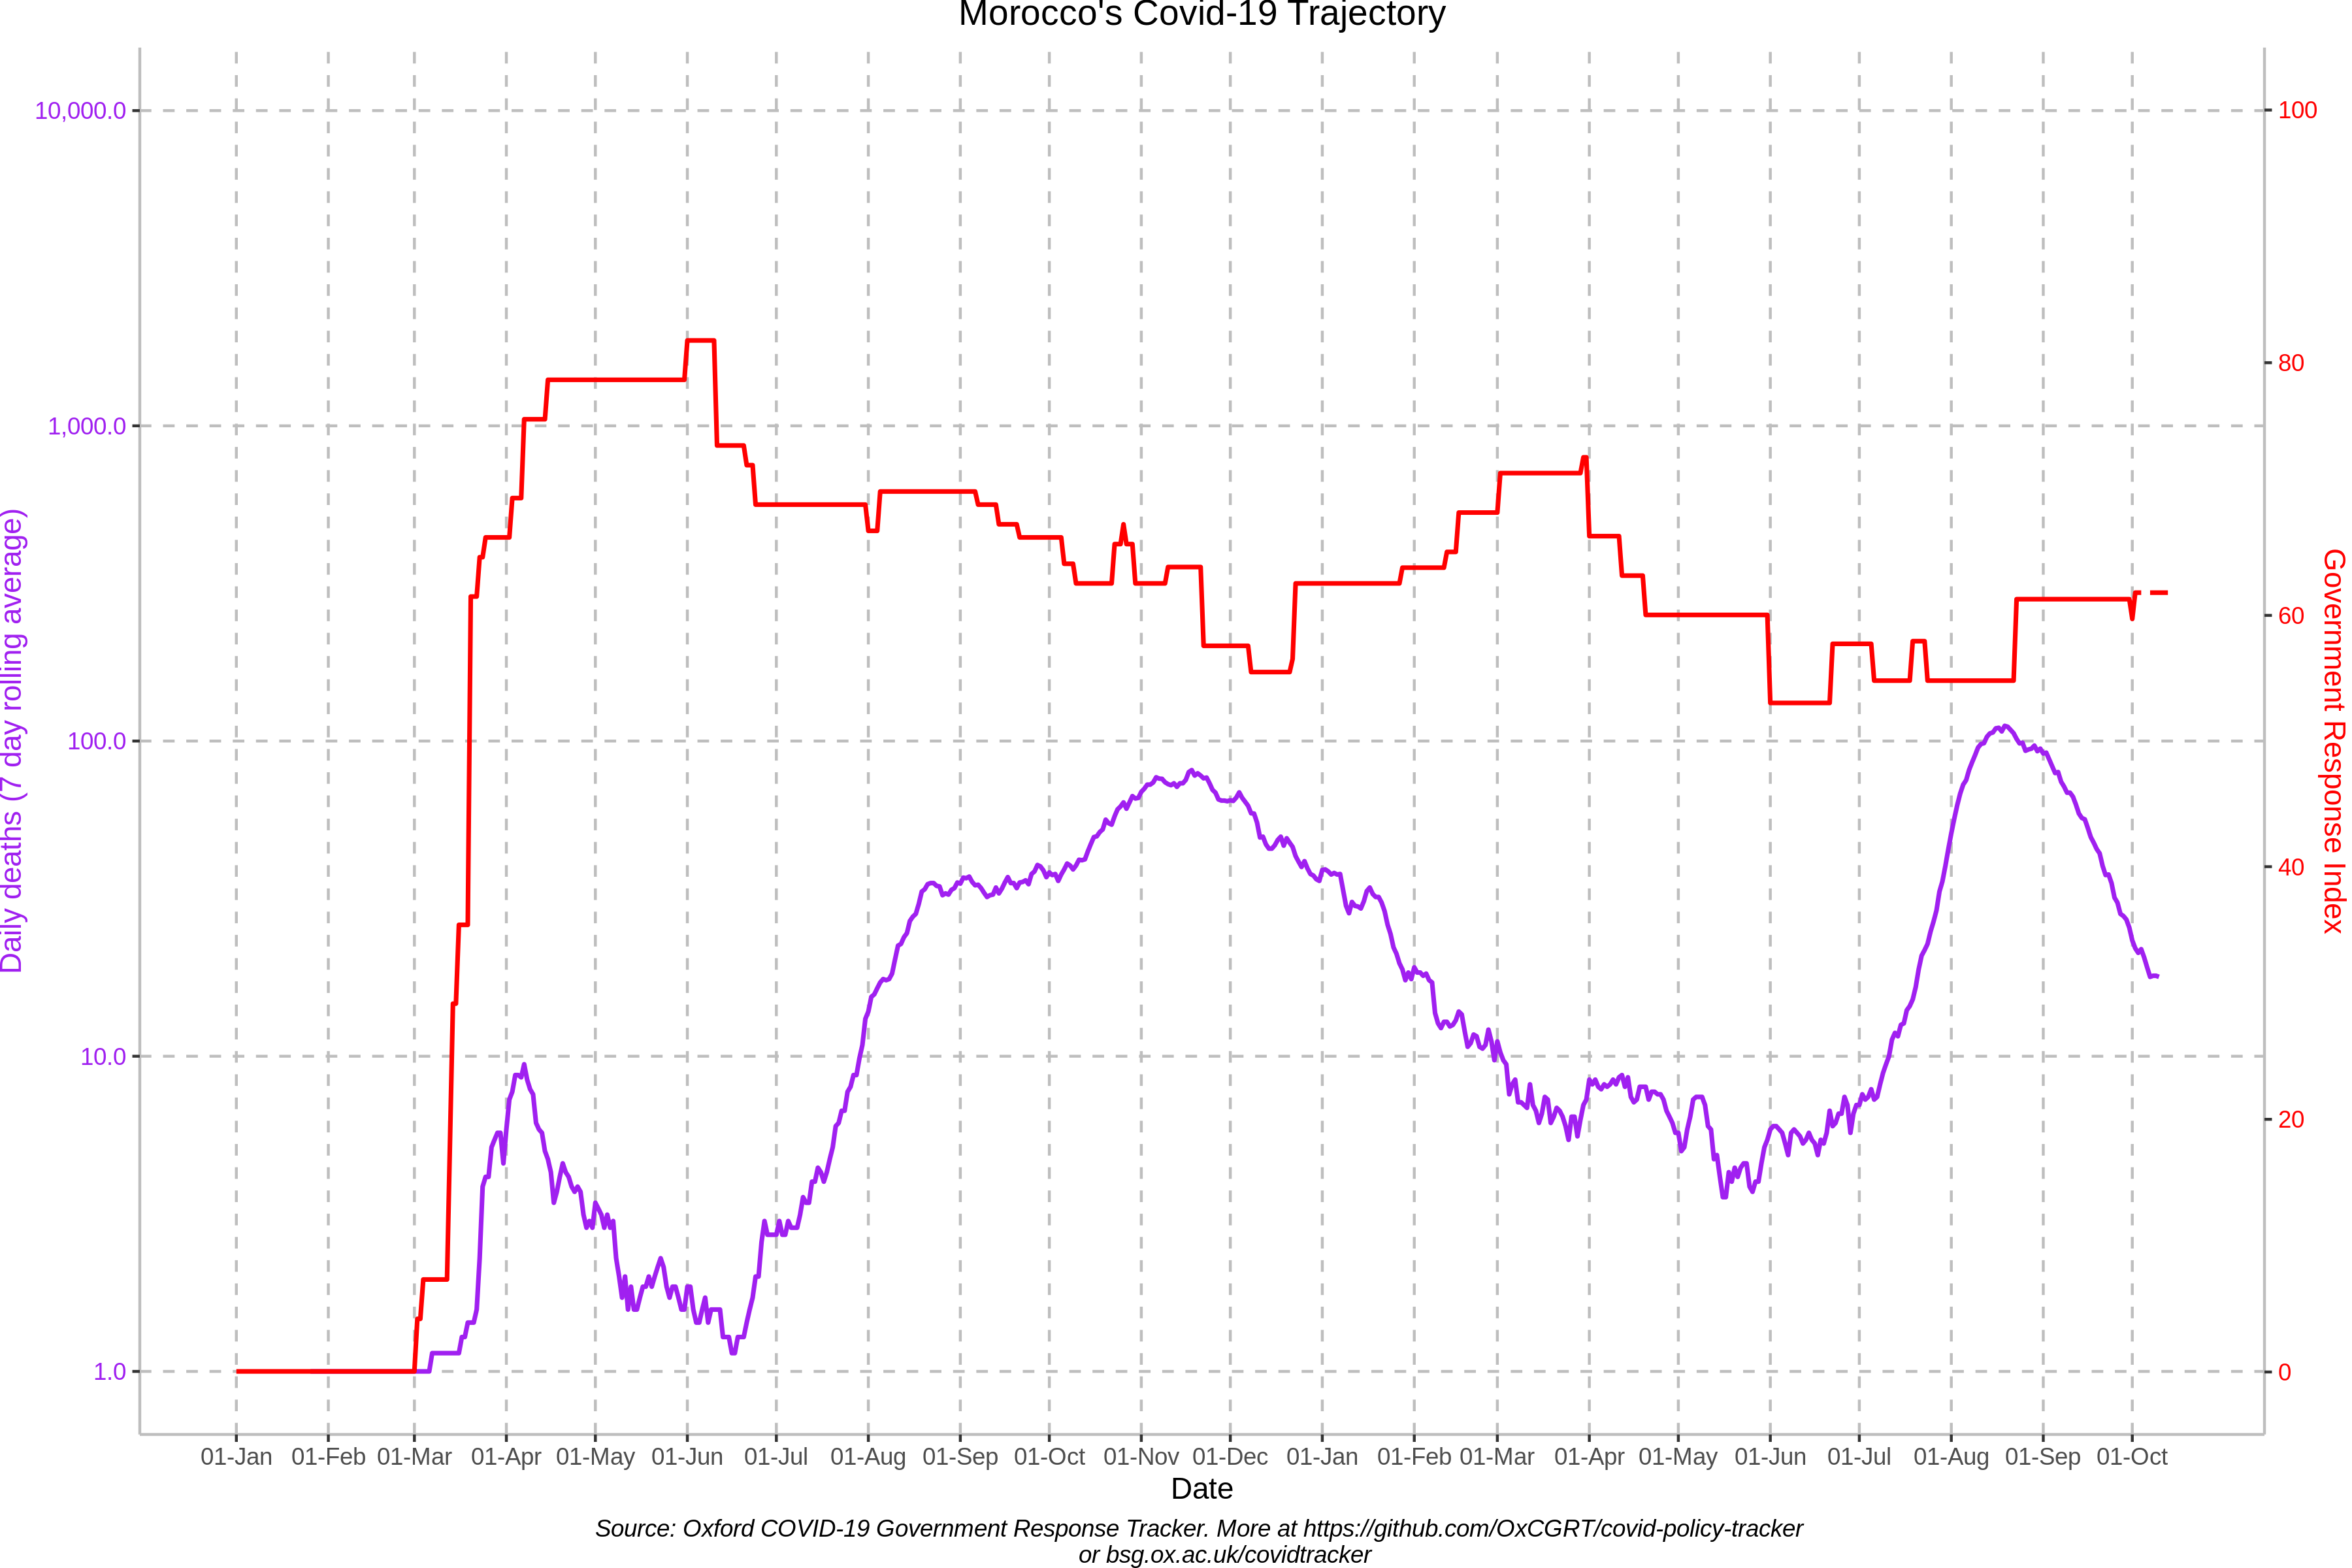 Morocco's Covid-19 Trajectory
10,000.0
1,000.0
100.0
10.0
1.0
Daily deaths (7 day rolling average)
100
80
60
40
20
0
Government Response Index
01-Jan 01-Feb 01-Mar 01-Apr 01-May 01-Jun 01-Jul 01-Aug 01-Sep 01-Oct 01-Nov 01-Dec 01-Jan 01-Feb 01-Mar 01-Apr 01-May 01-Jun 01-Jul 01-Aug 01-Sep 01-Oct
Date
Source: Oxford COVID-19 Government Response Tracker. More at https://github.com/OxCGRT/covid-policy-tracker
or bsg.ox.ac.uk/covidtracker